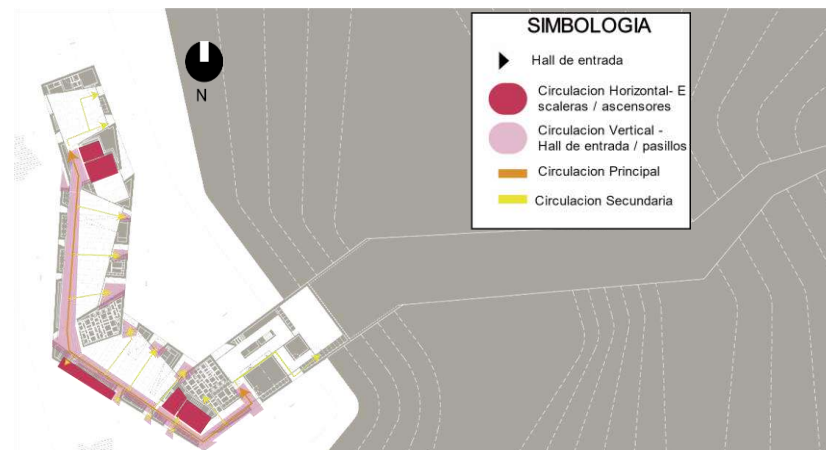 SIMBOLOGIA
Hall de entrada
Circulacion Horizontal- E
scaleras / ascensores
Circulacion Vertical -
Hall de entrada / pasillos
Circulacion Principal
Circulacion Secundaria
N